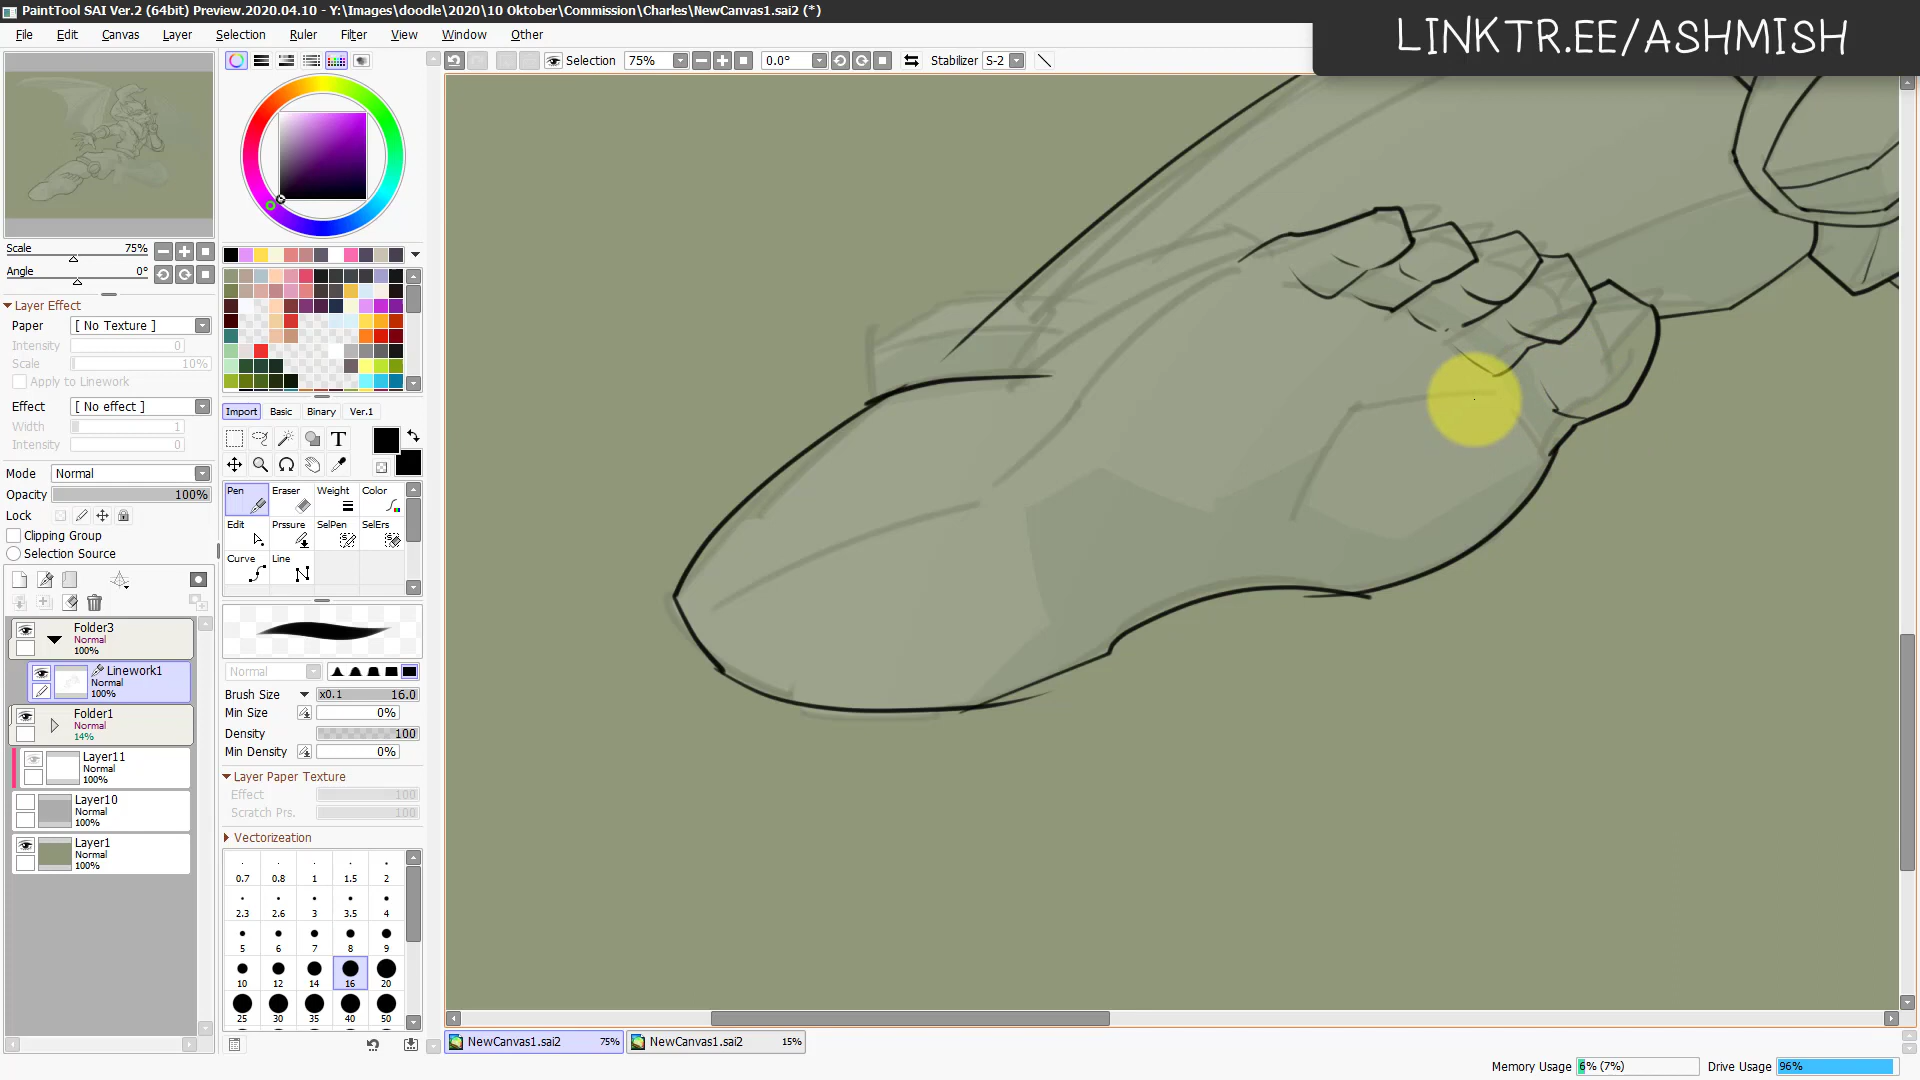 PaintTool SAI Ver.2 (64bit) Preview.2020.04.10 - Y:\Images\doodle\2020\10 Oktober\Commission\Charles\NewCanvas1.sai2 (*)
LINKTR.EE/ASHMISH
File Edit Canvas Layer Selection Ruler Filter View Window Other
Selection 75% 0.0° Stabilizer S-2
Scale 75%
Angle 0°
Layer Effect
Paper [ No Texture ]
Intensity 0
Scale 10%
Apply to Linework
Effect [ No effect ]
Width 1
Intensity 0
Mode Normal
Opacity 100%
Lock
Clipping Group
Selection Source
Folder3
Normal
100%
Linework1
Normal
100%
Folder1
Normal
14%
Layer11
Normal
100%
Layer10
Normal
100%
Layer1
Normal
100%
Import Basic Binary Ver.1
T
Pen Eraser Weight Color
Edit Prssure SelPen SelErs
Curve Line
Normal
Brush Size x0.1 16.0
Min Size 0%
Density 100
Min Density 0%
Layer Paper Texture
Effect 100
Scratch Prs. 100
Vectorization
0.7 0.8 1 1.5 2
2.3 2.6 3 3.5 4
5 6 7 8 9
10 12 14 16 20
25 30 35 40 50
NewCanvas1.sai2 75% NewCanvas1.sai2 15%
Memory Usage 6% (7%) Drive Usage 96%